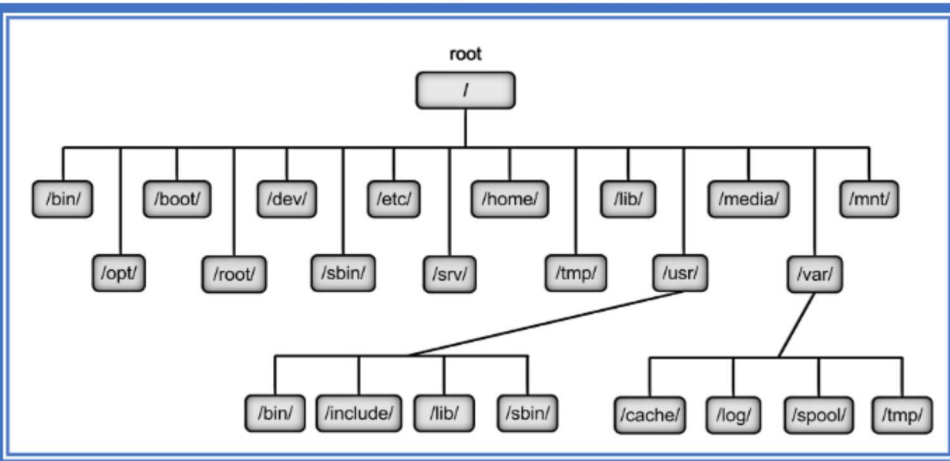 root
/
/bin/ /boot/ /dev/ /etc/ /home/ /lib/ /media/ /mnt/
/opt/ /root/ /sbin/ /srv/ /tmp/ /usr/ /var/
/bin/ /include/ /lib/ /sbin/ /cache/ /log/ /spool/ /tmp/